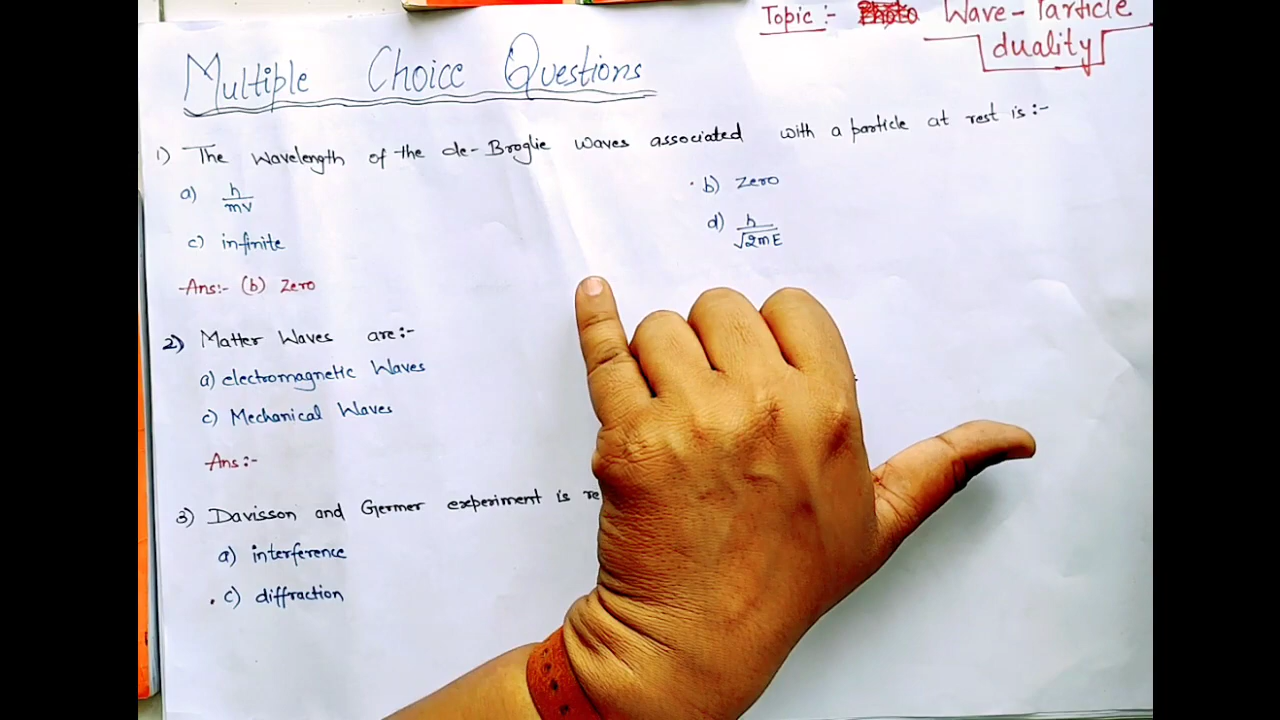 Topic :- Photo Wave-Particle
duality
Multiple Choice Questions
1) The Wavelength of the de-Broglie Waves associated with a particle at rest is :-
a) h/mv
b) Zero
c) infinite
d) h/√2mE
Ans:- (b) Zero
2) Matter Waves are:-
a) electromagnetic Waves
c) Mechanical Waves
Ans:-
3) Davisson and Germer experiment is re
a) interference
c) diffraction